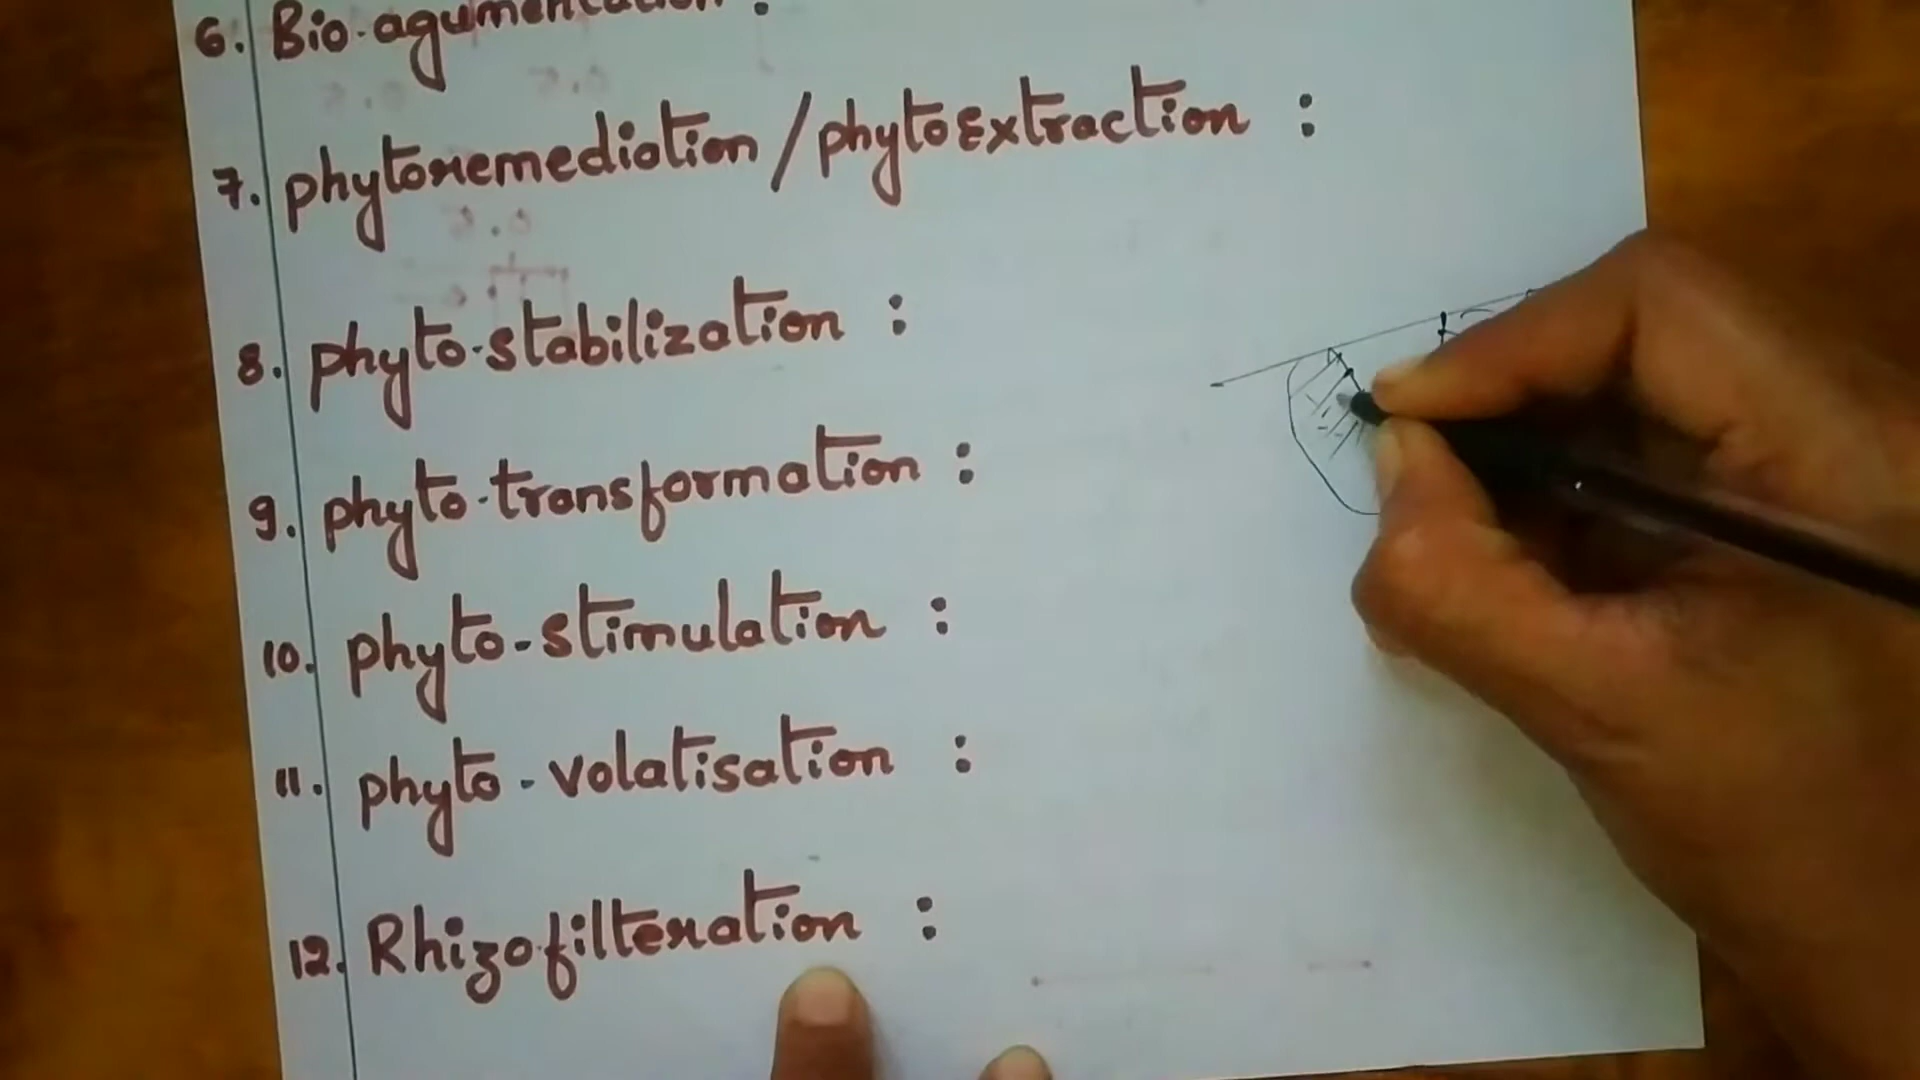 6. Bio-agumentation :
7. phytoremediation / phytoExtraction :
8. phyto-stabilization :
9. phyto-transformation :
10. phyto-stimulation :
11. phyto-volatisation :
12. Rhizofilteration :